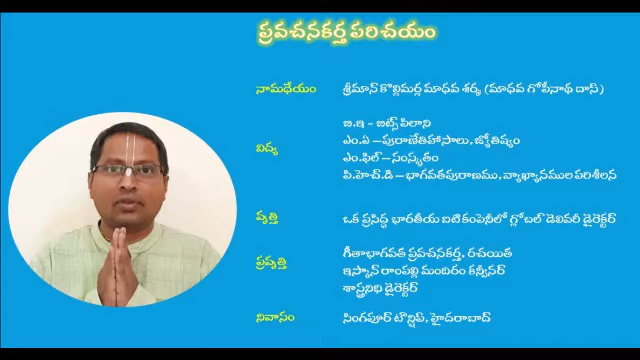 ప్రవచనకర్త పరిచయం
నామధేయం శ్రీమాన్ కొల్లిమర్ల మాధవ శర్మ (మాధవ గోపీనాథ దాస్)
విద్య
బి.ఇ - బిట్స్ పిలాని
ఎం.ఏ – పురాణేతిహాసాలు, జ్యోతిష్యం
ఎం.ఫిల్ – సంస్కృతం
పి.హెచ్.డి – భాగవతపురాణము, వ్యాఖ్యానముల పరిశీలన
వృత్తి ఒక ప్రసిద్ధ భారతీయ ఐటి కంపెనీలో గ్లోబల్ డెలివరీ డైరెక్టర్
ప్రవృత్తి
గీతాభాగవత ప్రవచనకర్త, రచయిత
ఇస్కాన్ రాంపల్లి మందిరం కన్వీనర్
శాస్త్రనిధి డైరెక్టర్
నివాసం సింగపూర్ టౌన్షిప్, హైదరాబాద్